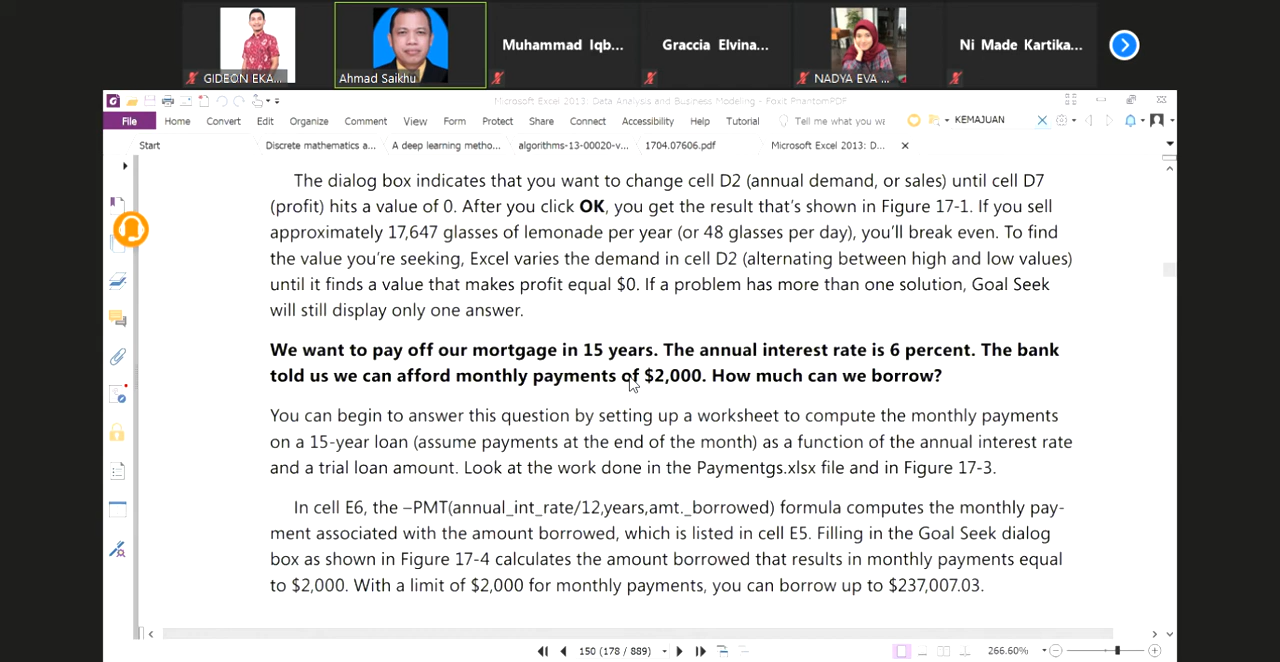 Muhammad Iqb...
Graccia Elvina...
Ni Made Kartika...
GIDEON EKA...
Ahmad Saikhu
NADYA EVA ...
Microsoft Excel 2013: Data Analysis and Business Modeling - Foxit PhantomPDF
File Home Convert Edit Organize Comment View Form Protect Share Connect Accessibility Help Tutorial Tell me what you wa KEMAJUAN
Start Discrete mathematics a... A deep learning metho... algorithms-13-00020-v... 1704.07606.pdf Microsoft Excel 2013: D...
The dialog box indicates that you want to change cell D2 (annual demand, or sales) until cell D7
(profit) hits a value of 0. After you click OK, you get the result that's shown in Figure 17-1. If you sell
approximately 17,647 glasses of lemonade per year (or 48 glasses per day), you'll break even. To find
the value you're seeking, Excel varies the demand in cell D2 (alternating between high and low values)
until it finds a value that makes profit equal $0. If a problem has more than one solution, Goal Seek
will still display only one answer.
We want to pay off our mortgage in 15 years. The annual interest rate is 6 percent. The bank
told us we can afford monthly payments of $2,000. How much can we borrow?
You can begin to answer this question by setting up a worksheet to compute the monthly payments
on a 15-year loan (assume payments at the end of the month) as a function of the annual interest rate
and a trial loan amount. Look at the work done in the Paymentgs.xlsx file and in Figure 17-3.
In cell E6, the –PMT(annual_int_rate/12,years,amt._borrowed) formula computes the monthly pay-
ment associated with the amount borrowed, which is listed in cell E5. Filling in the Goal Seek dialog
box as shown in Figure 17-4 calculates the amount borrowed that results in monthly payments equal
to $2,000. With a limit of $2,000 for monthly payments, you can borrow up to $237,007.03.
150 (178 / 889)
266.60%